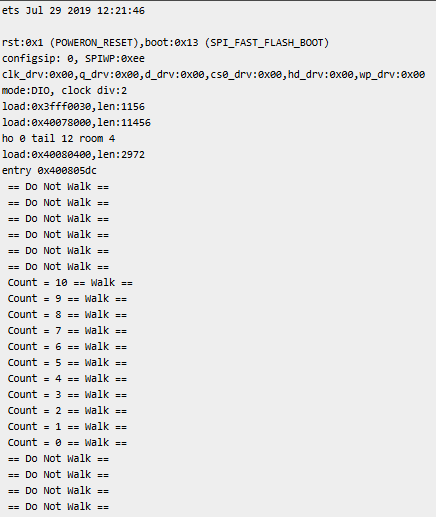 ets Jul 29 2019 12:21:46
rst:0x1 (POWERON_RESET),boot:0x13 (SPI_FAST_FLASH_BOOT)
configsip: 0, SPIWP:0xee
clk_drv:0x00,q_drv:0x00,d_drv:0x00,cs0_drv:0x00,hd_drv:0x00,wp_drv:0x00
mode:DIO, clock div:2
load:0x3fff0030,len:1156
load:0x40078000,len:11456
ho 0 tail 12 room 4
load:0x40080400,len:2972
entry 0x400805dc
== Do Not Walk ==
== Do Not Walk ==
== Do Not Walk ==
== Do Not Walk ==
== Do Not Walk ==
== Do Not Walk ==
Count = 10 == Walk ==
Count = 9 == Walk ==
Count = 8 == Walk ==
Count = 7 == Walk ==
Count = 6 == Walk ==
Count = 5 == Walk ==
Count = 4 == Walk ==
Count = 3 == Walk ==
Count = 2 == Walk ==
Count = 1 == Walk ==
Count = 0 == Walk ==
== Do Not Walk ==
== Do Not Walk ==
== Do Not Walk ==
== Do Not Walk ==